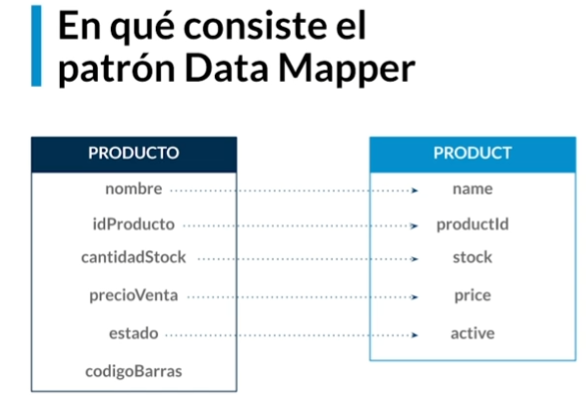 En qué consiste el
patrón Data Mapper
PRODUCTO
nombre
idProducto
cantidadStock
precioVenta
estado
codigoBarras
PRODUCT
name
productId
stock
price
active